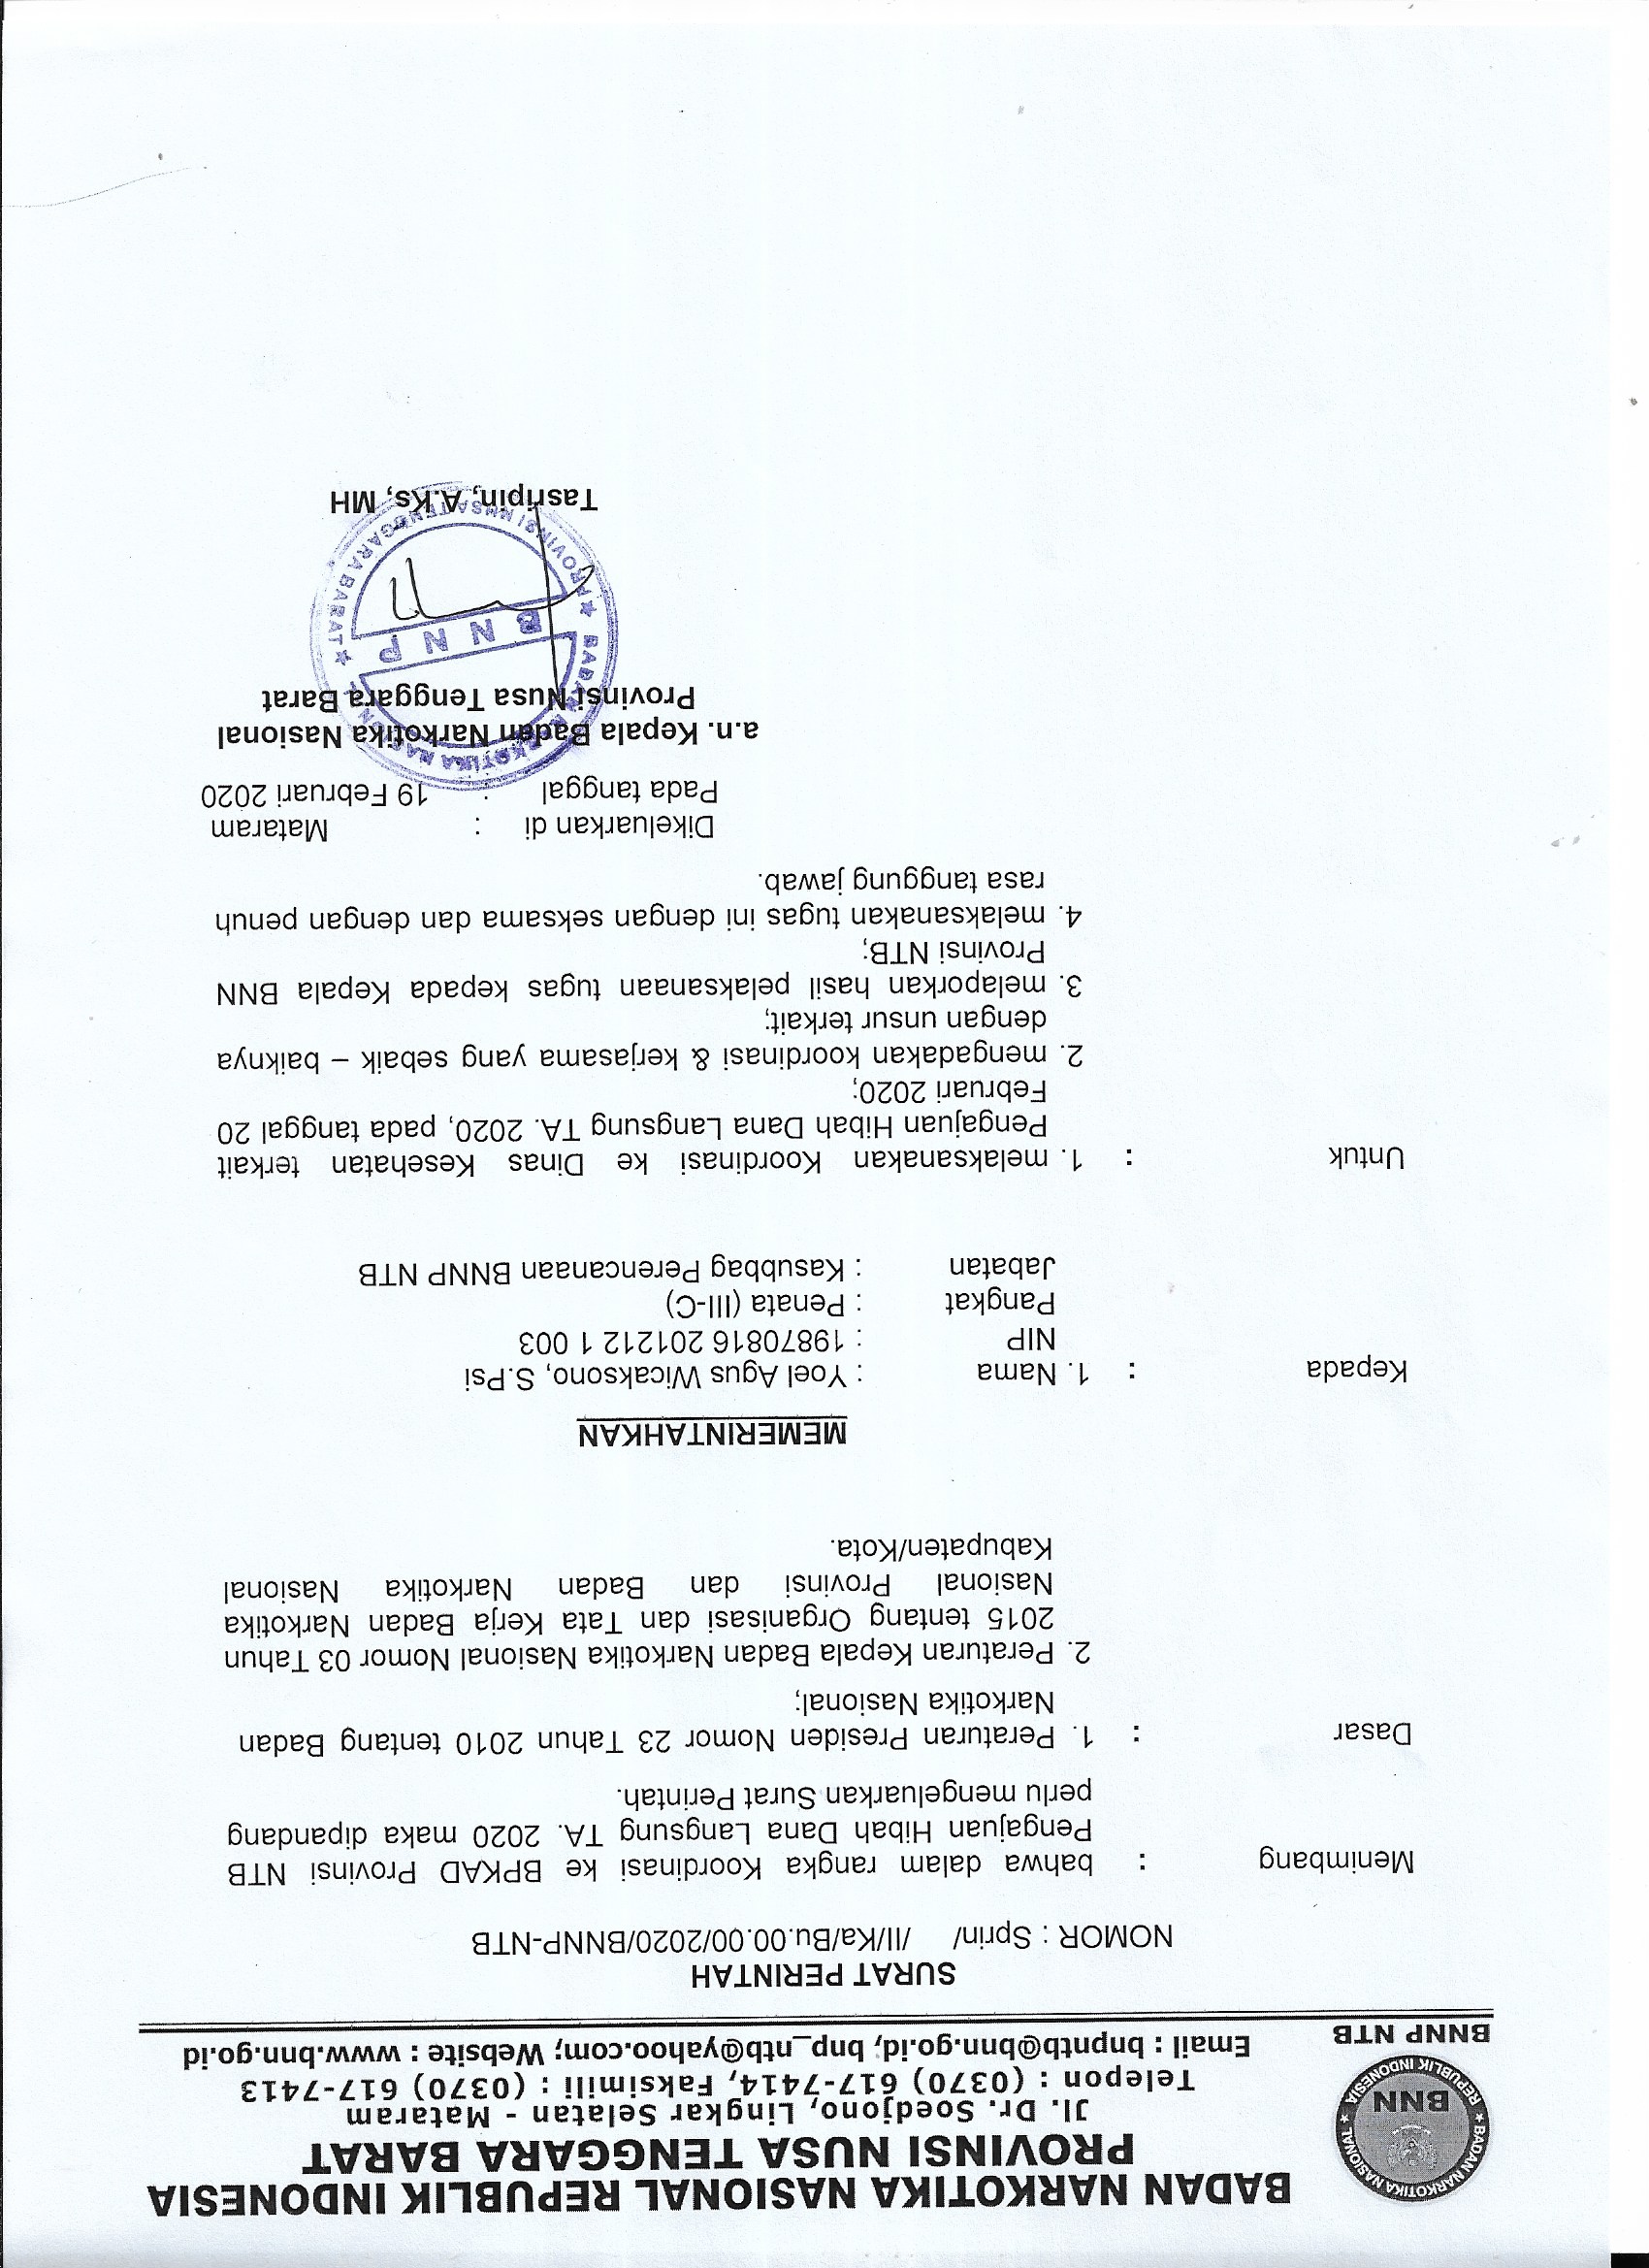 BADAN NARKOTIKA NASIONAL REPUBLIK INDONESIA
PROVINSI NUSA TENGGARA BARAT
Jl. Dr. Soedjono, Lingkar Selatan - Mataram
Telepon : (0370) 617-7414, Faksimili : (0370) 617-7413
Email : bnpntb@bnn.go.id; bnp_ntb@yahoo.com; Website : www.bnn.go.id
★ BADAN NARKOTIKA NASIONAL ★ REPUBLIK INDONESIA
BNN
BNNP NTB
SURAT PERINTAH
NOMOR : Sprin/ /II/Ka/Bu.00.00/2020/BNNP-NTB
Menimbang : bahwa dalam rangka Koordinasi ke BPKAD Provinsi NTB
Pengajuan Hibah Dana Langsung TA. 2020 maka dipandang
perlu mengeluarkan Surat Perintah.
Dasar : 1. Peraturan Presiden Nomor 23 Tahun 2010 tentang Badan
Narkotika Nasional;
2. Peraturan Kepala Badan Narkotika Nasional Nomor 03 Tahun
2015 tentang Organisasi dan Tata Kerja Badan Narkotika
Nasional Provinsi dan Badan Narkotika Nasional
Kabupaten/Kota.
MEMERINTAHKAN
Kepada : 1. Nama : Yoel Agus Wicaksono, S.Psi
NIP : 19870816 201212 1 003
Pangkat : Penata (III-C)
Jabatan : Kasubbag Perencanaan BNNP NTB
Untuk : 1. melaksanakan Koordinasi ke Dinas Kesehatan terkait
Pengajuan Hibah Dana Langsung TA. 2020, pada tanggal 20
Februari 2020;
2. mengadakan koordinasi & kerjasama yang sebaik – baiknya
dengan unsur terkait;
3. melaporkan hasil pelaksanaan tugas kepada Kepala BNN
Provinsi NTB;
4. melaksanakan tugas ini dengan seksama dan dengan penuh
rasa tanggung jawab.
Dikeluarkan di : Mataram
Pada tanggal : 19 Februari 2020
a.n. Kepala Badan Narkotika Nasional
Provinsi Nusa Tenggara Barat
BADAN NARKOTIKA NASIONAL
B N N P
★ PROVINSI NUSA TENGGARA BARAT ★
Tasripin, A.Ks, MH